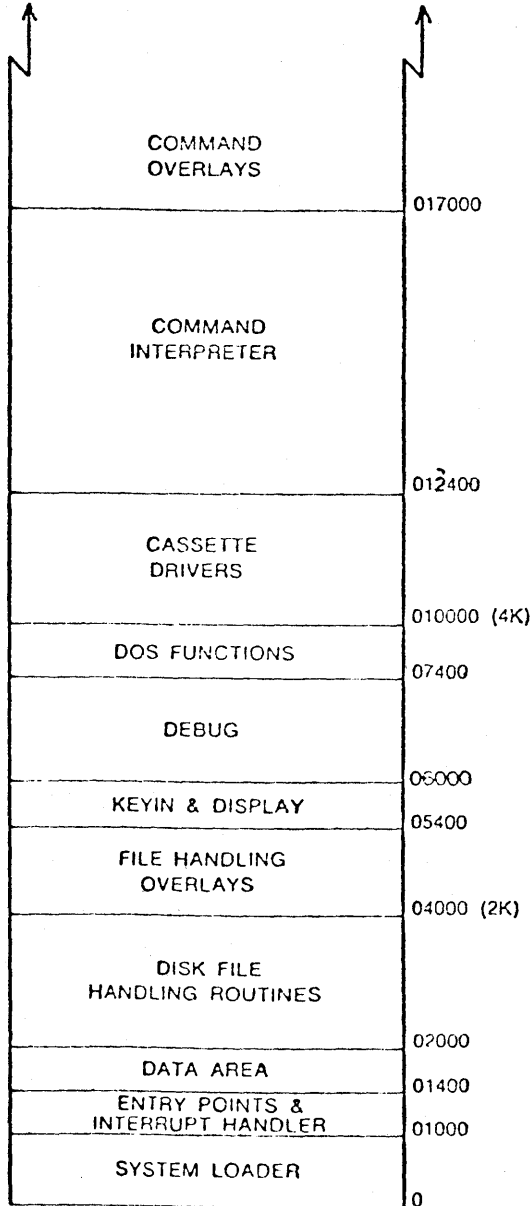 COMMAND
OVERLAYS
017000
COMMAND
INTERPRETER
012400
CASSETTE
DRIVERS
010000 (4K)
DOS FUNCTIONS
07400
DEBUG
06000
KEYIN & DISPLAY
05400
FILE HANDLING
OVERLAYS
04000 (2K)
DISK FILE
HANDLING ROUTINES
02000
DATA AREA
01400
ENTRY POINTS &
INTERRUPT HANDLER
01000
SYSTEM LOADER
0